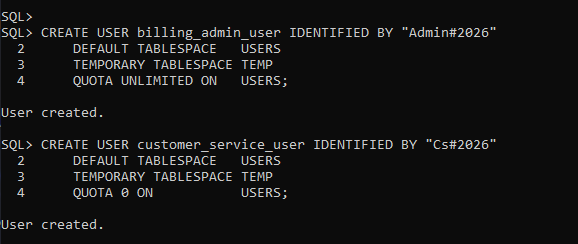 SQL>
SQL> CREATE USER billing_admin_user IDENTIFIED BY "Admin#2026"
  2      DEFAULT TABLESPACE   USERS
  3      TEMPORARY TABLESPACE TEMP
  4      QUOTA UNLIMITED ON   USERS;
User created.
SQL> CREATE USER customer_service_user IDENTIFIED BY "Cs#2026"
  2      DEFAULT TABLESPACE   USERS
  3      TEMPORARY TABLESPACE TEMP
  4      QUOTA 0 ON           USERS;
User created.